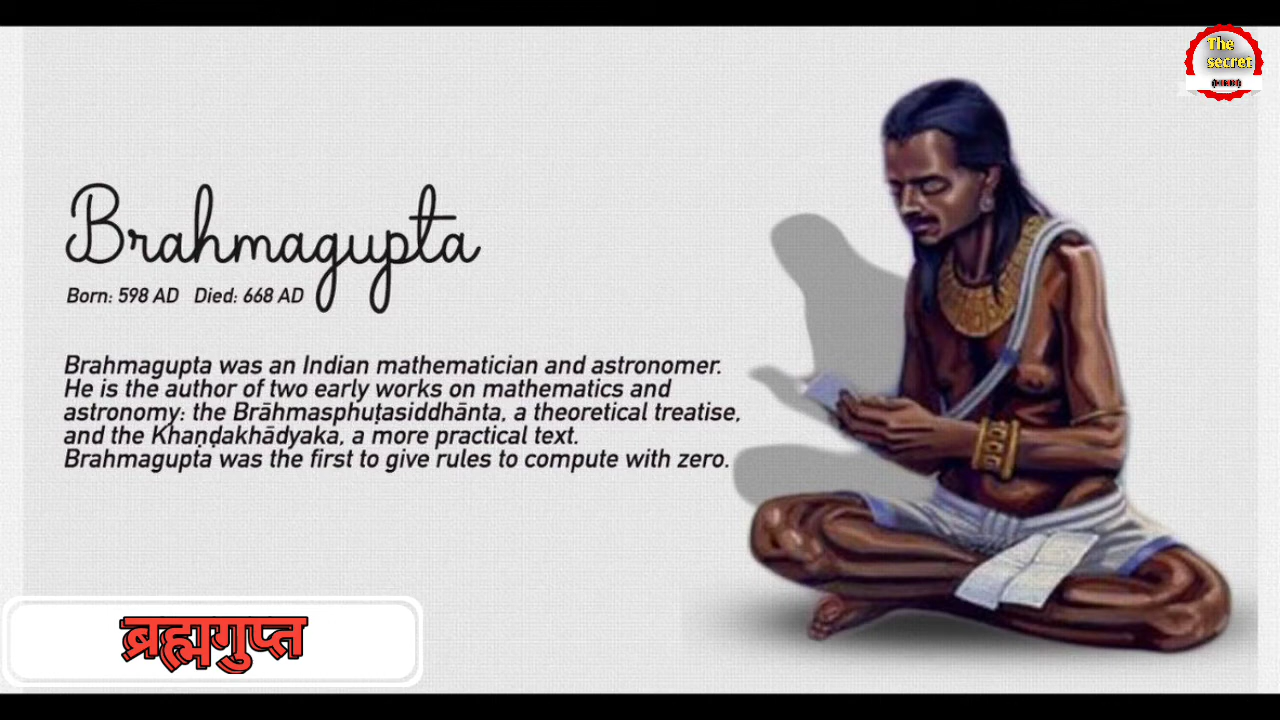 The
secret
Brahmagupta
Born: 598 AD Died: 668 AD
Brahmagupta was an Indian mathematician and astronomer.
He is the author of two early works on mathematics and
astronomy: the Brāhmasphuṭasiddhānta, a theoretical treatise,
and the Khaṇḍakhādyaka, a more practical text.
Brahmagupta was the first to give rules to compute with zero.
ब्रह्मगुप्त